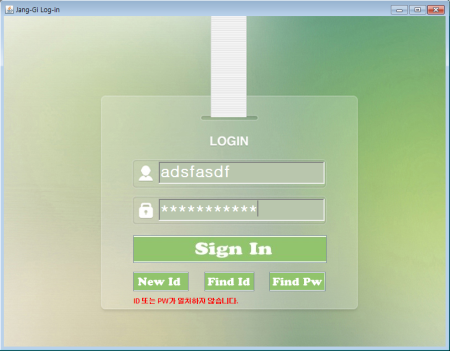 Jang-Gi Log-in
LOGIN
adsfasdf
***********
Sign In
New Id
Find Id
Find Pw
ID 또는 PW가 일치하지 않습니다.